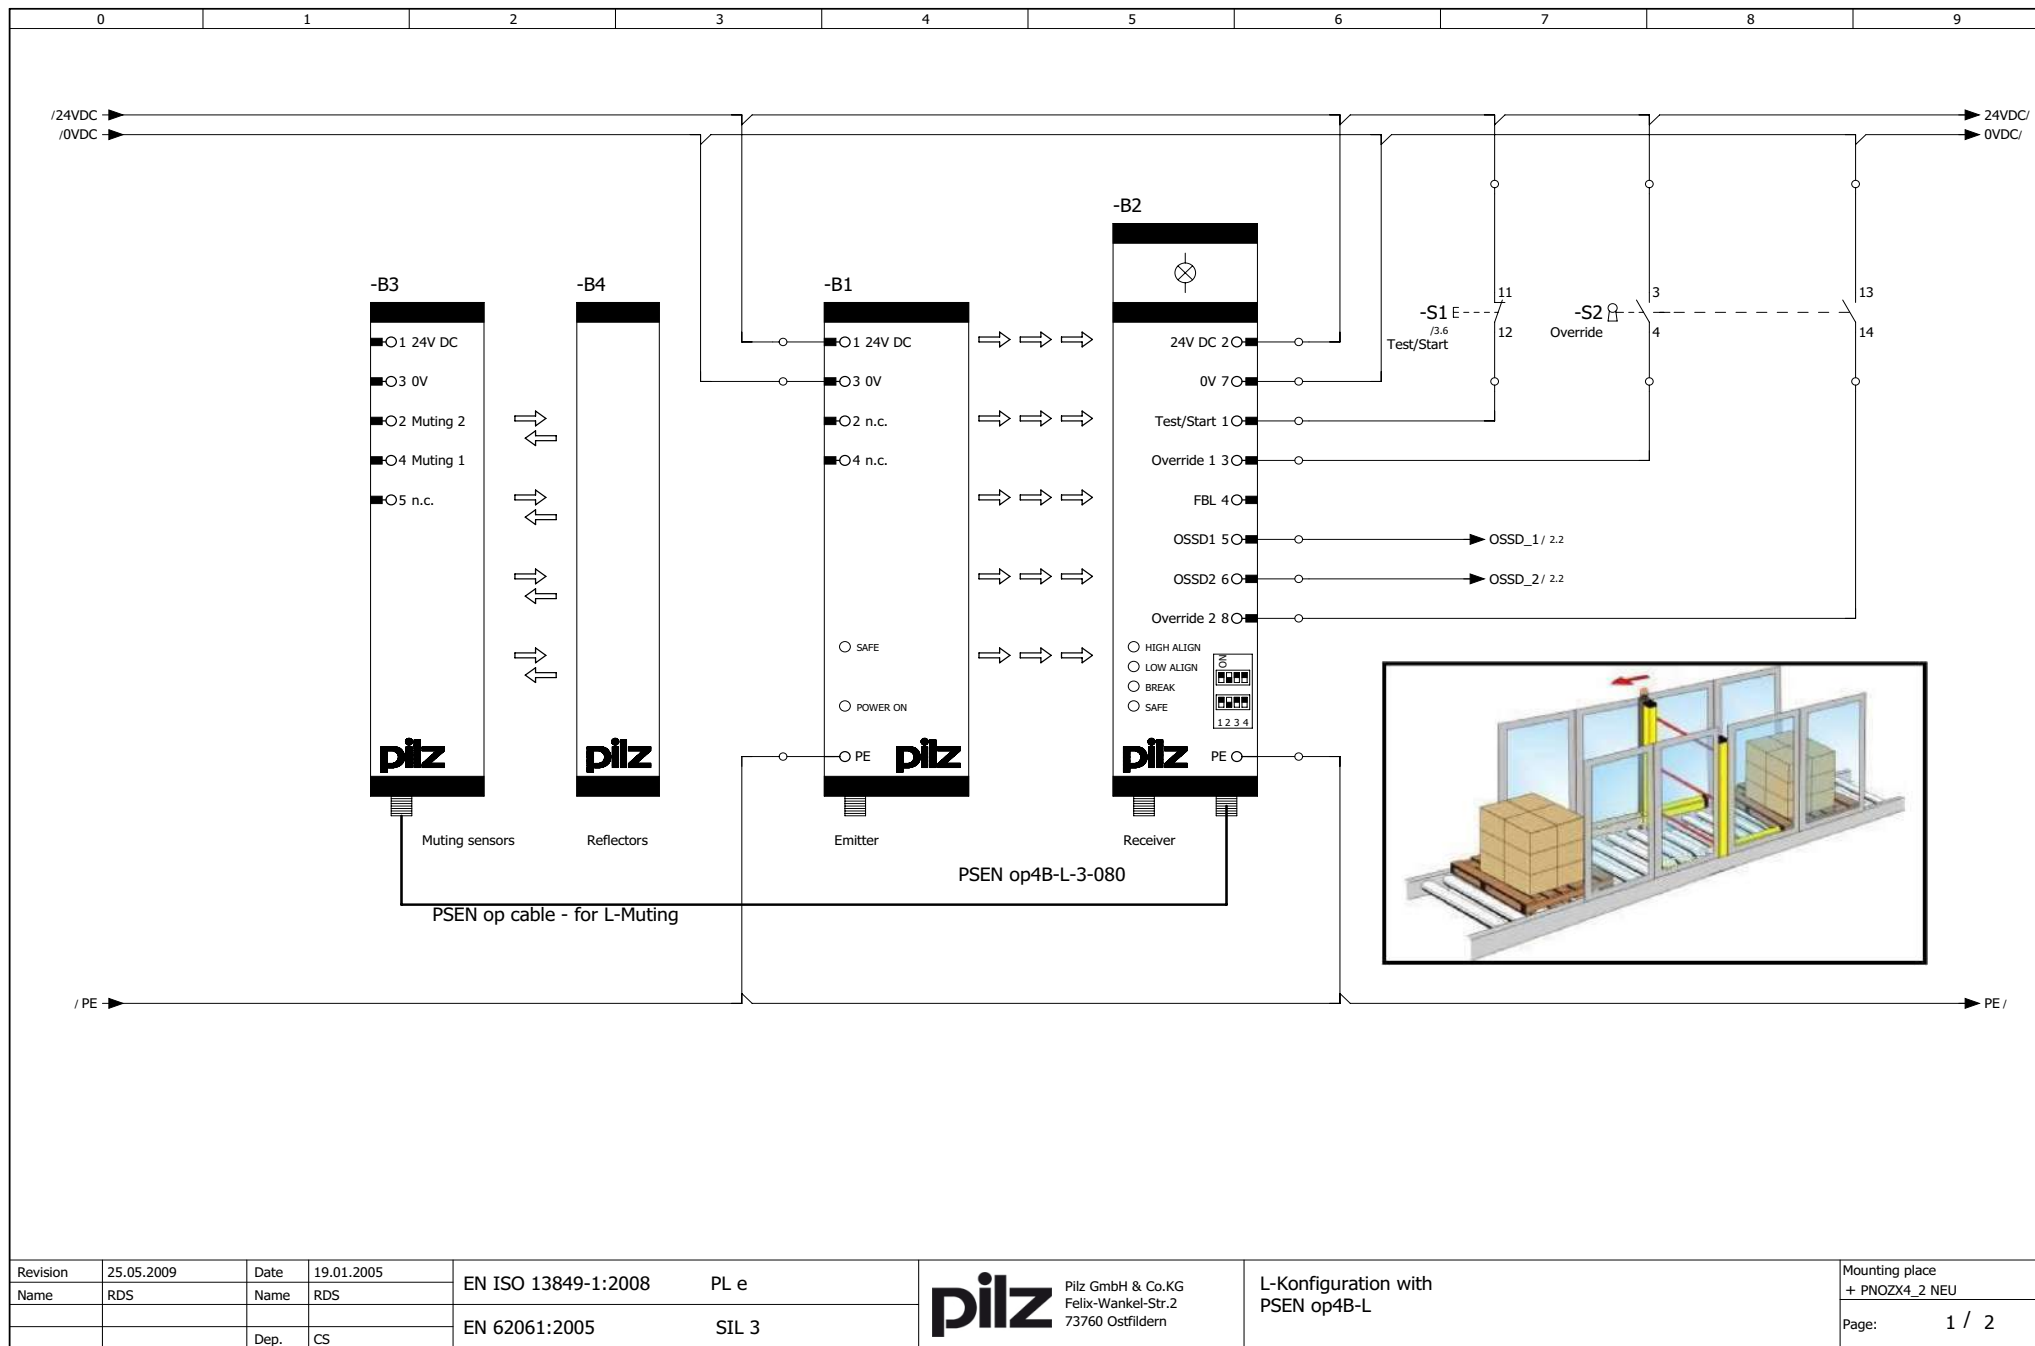 0 1 2 3 4 5 6 7 8 9
/24VDC
24VDC/
/0VDC
0VDC/
-B2
-B3
-B4
-B1
11
3
13
-S1
/3.6
Test/Start
12
-S2
Override
4
14
1 24V DC
3 0V
2 Muting 2
4 Muting 1
5 n.c.
1 24V DC
3 0V
2 n.c.
4 n.c.
24V DC 2
0V 7
Test/Start 1
Override 1 3
FBL 4
OSSD1 5
OSSD2 6
Override 2 8
OSSD_1 / 2.2
OSSD_2 / 2.2
SAFE
POWER ON
PE
HIGH ALIGN
LOW ALIGN
BREAK
SAFE
ON
1 2 3 4
PE
pilz
pilz
pilz
pilz
Muting sensors
Reflectors
Emitter
Receiver
PSEN op4B-L-3-080
PSEN op cable - for L-Muting
/ PE
PE /
Revision 25.05.2009 Date 19.01.2005
Name RDS Name RDS
Dep. CS
EN ISO 13849-1:2008 PL e
EN 62061:2005 SIL 3
pilz
Pilz GmbH & Co.KG
Felix-Wankel-Str.2
73760 Ostfildern
L-Konfiguration with
PSEN op4B-L
Mounting place
+ PNOZX4_2 NEU
Page: 1 / 2